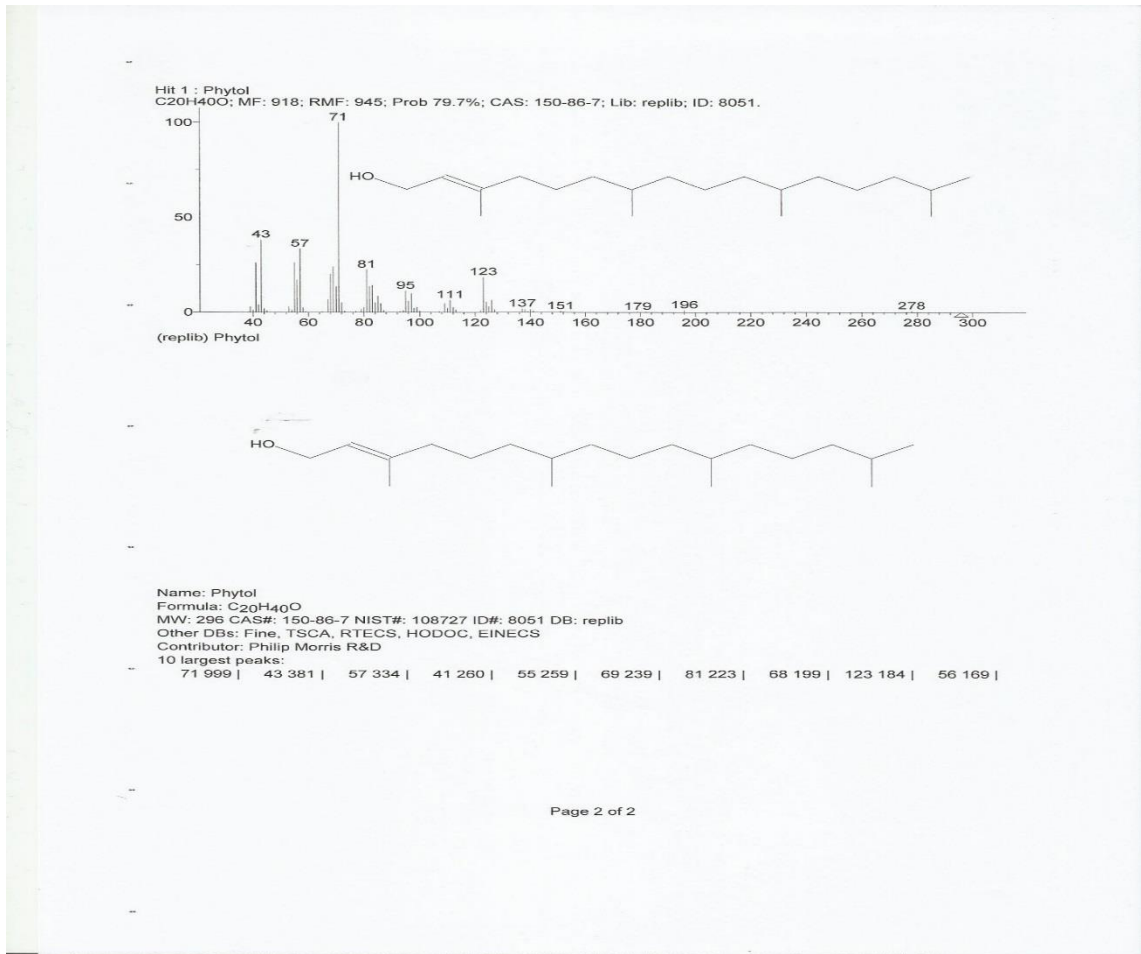 Hit 1 : Phytol
C20H40O; MF: 918; RMF: 945; Prob 79.7%; CAS: 150-86-7; Lib: replib; ID: 8051.
100
71
HO
50
43
57
81
95
111
123
137
151
179
196
278
0
40 60 80 100 120 140 160 180 200 220 240 260 280 300
(replib) Phytol
HO
Name: Phytol
Formula: C20H40O
MW: 296 CAS#: 150-86-7 NIST#: 108727 ID#: 8051 DB: replib
Other DBs: Fine, TSCA, RTECS, HODOC, EINECS
Contributor: Philip Morris R&D
10 largest peaks:
71 999 | 43 381 | 57 334 | 41 260 | 55 259 | 69 239 | 81 223 | 68 199 | 123 184 | 56 169 |
Page 2 of 2